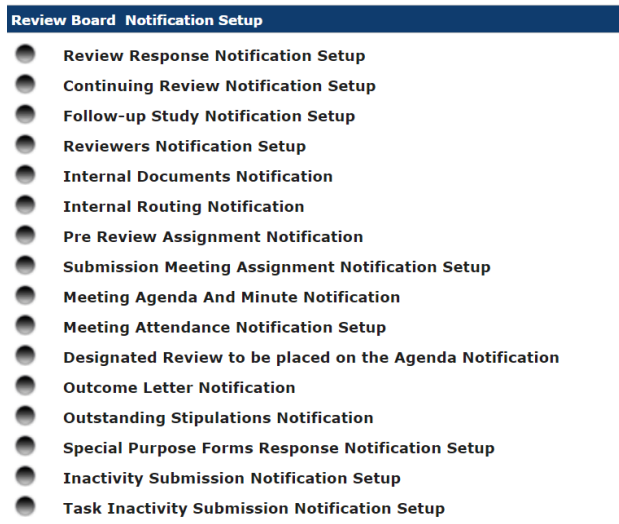 Review Board  Notification Setup
Review Response Notification Setup
Continuing Review Notification Setup
Follow-up Study Notification Setup
Reviewers Notification Setup
Internal Documents Notification
Internal Routing Notification
Pre Review Assignment Notification
Submission Meeting Assignment Notification Setup
Meeting Agenda And Minute Notification
Meeting Attendance Notification Setup
Designated Review to be placed on the Agenda Notification
Outcome Letter Notification
Outstanding Stipulations Notification
Special Purpose Forms Response Notification Setup
Inactivity Submission Notification Setup
Task Inactivity Submission Notification Setup